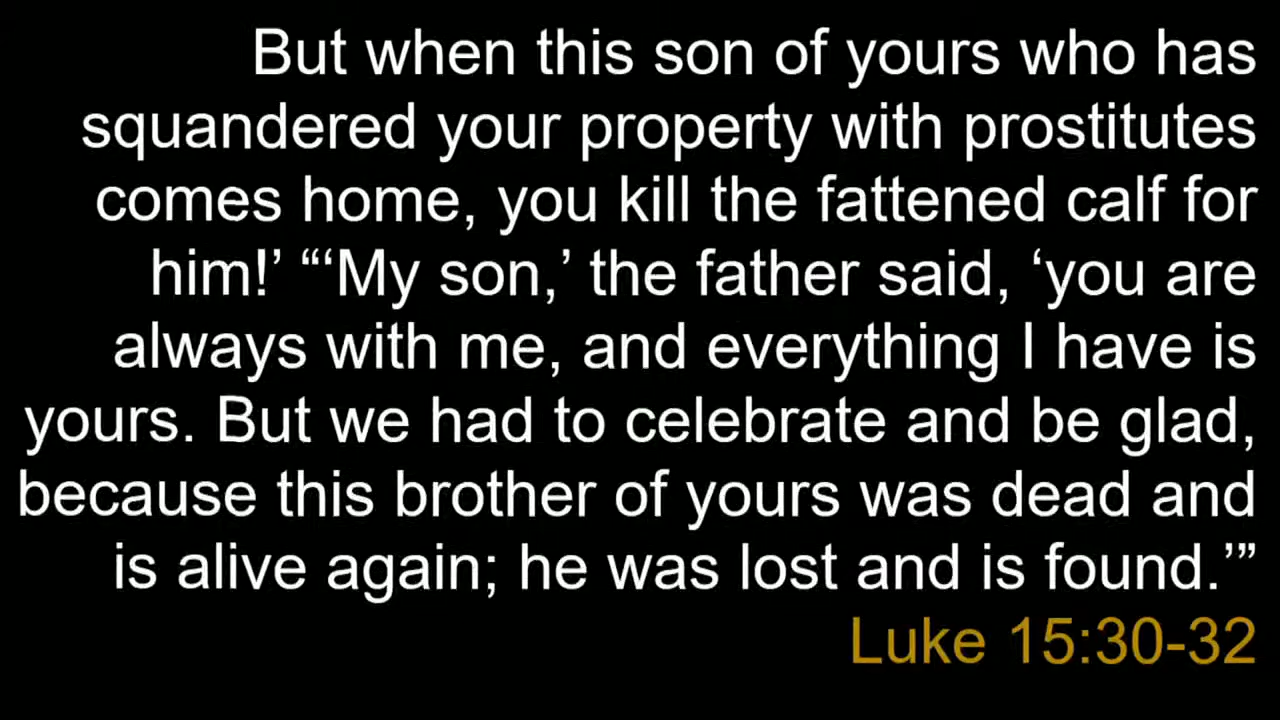 But when this son of yours who has
squandered your property with prostitutes
comes home, you kill the fattened calf for
him!’ “‘My son,’ the father said, ‘you are
always with me, and everything I have is
yours. But we had to celebrate and be glad,
because this brother of yours was dead and
is alive again; he was lost and is found.’”
Luke 15:30-32